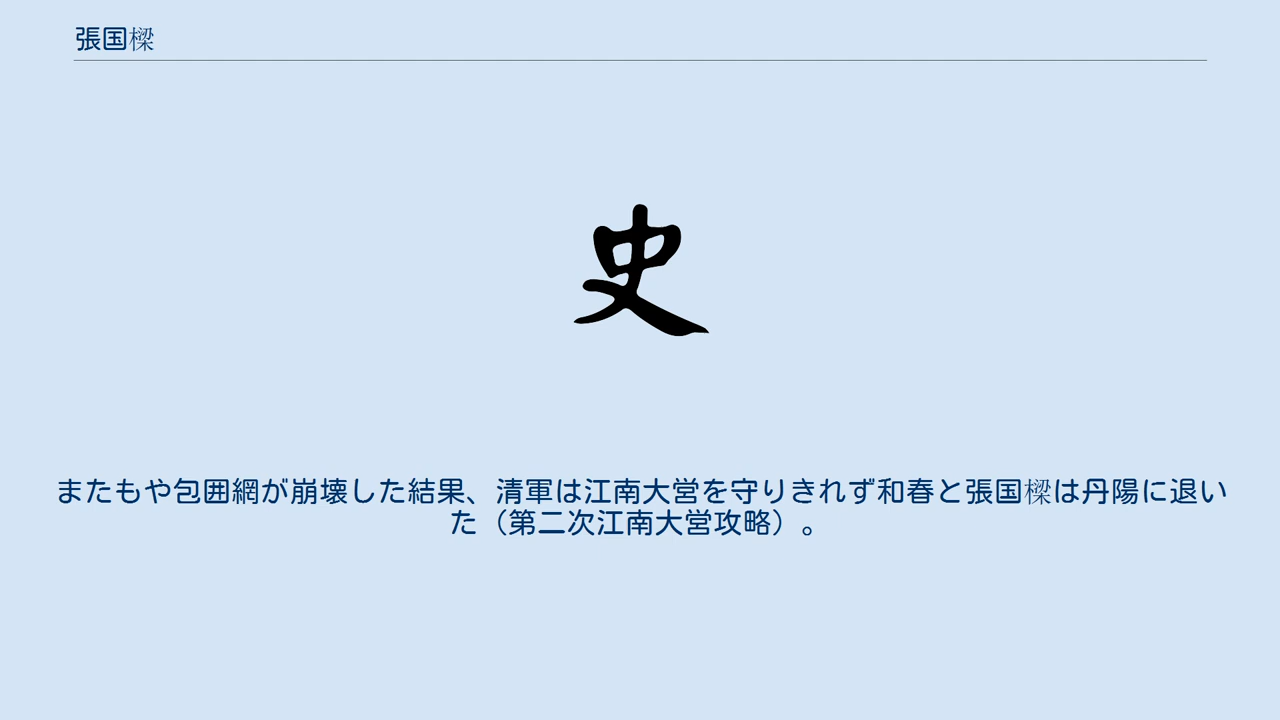 張国樑
史
またもや包囲網が崩壊した結果、清軍は江南大営を守りきれず和春と張国樑は丹陽に退い
た（第二次江南大営攻略）。